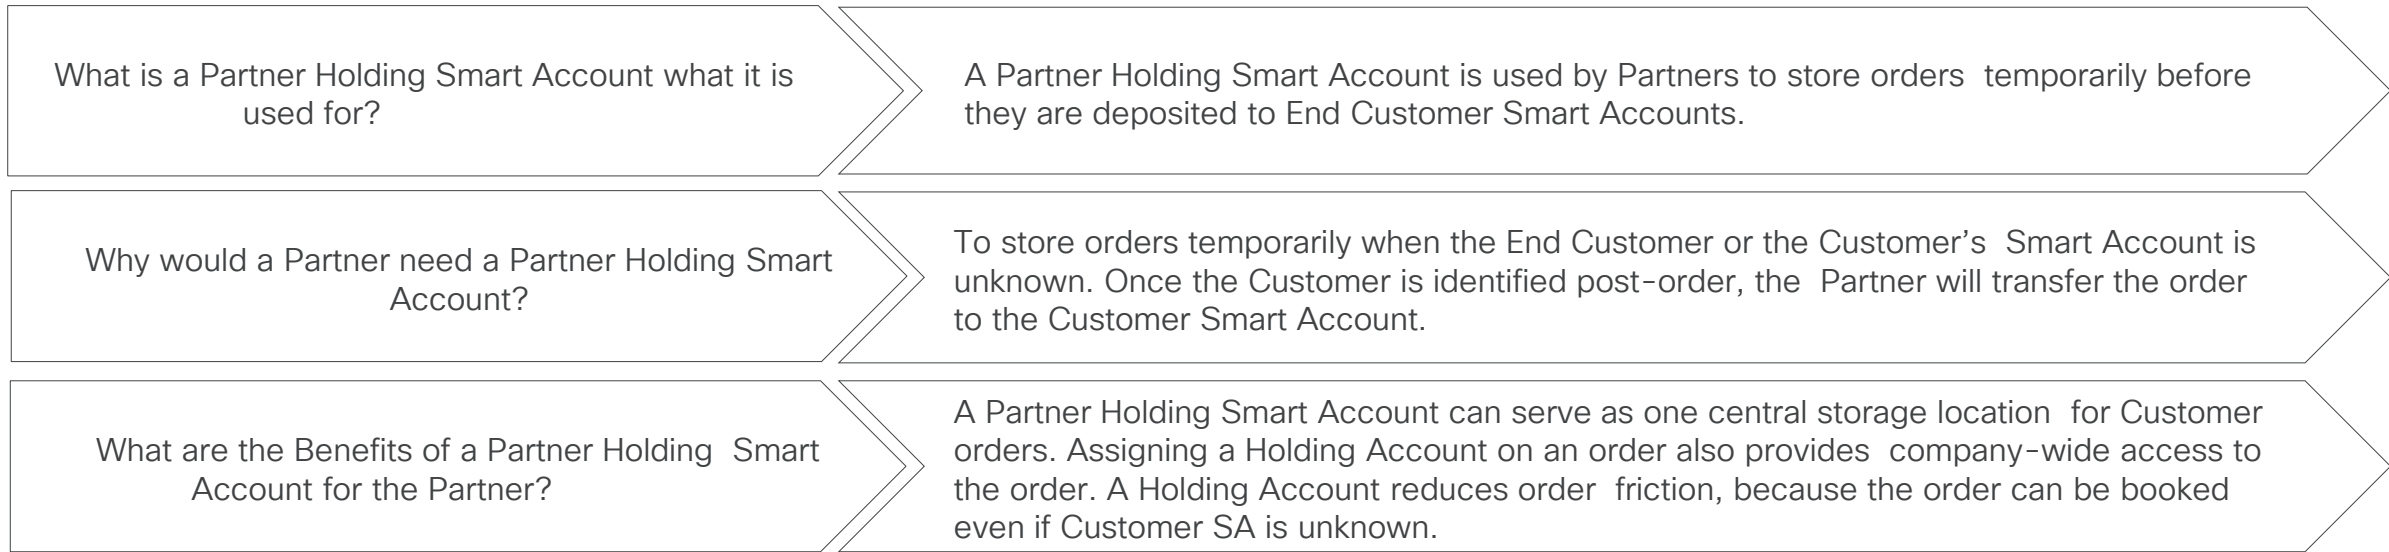 What is a Partner Holding Smart Account what it is
used for?
A Partner Holding Smart Account is used by Partners to store orders  temporarily before
they are deposited to End Customer Smart Accounts.
Why would a Partner need a Partner Holding Smart
Account?
To store orders temporarily when the End Customer or the Customer’s  Smart Account is
unknown. Once the Customer is identified post-order, the  Partner will transfer the order
to the Customer Smart Account.
What are the Benefits of a Partner Holding  Smart
Account for the Partner?
A Partner Holding Smart Account can serve as one central storage location  for Customer
orders. Assigning a Holding Account on an order also provides  company-wide access to
the order. A Holding Account reduces order  friction, because the order can be booked
even if Customer SA is unknown.